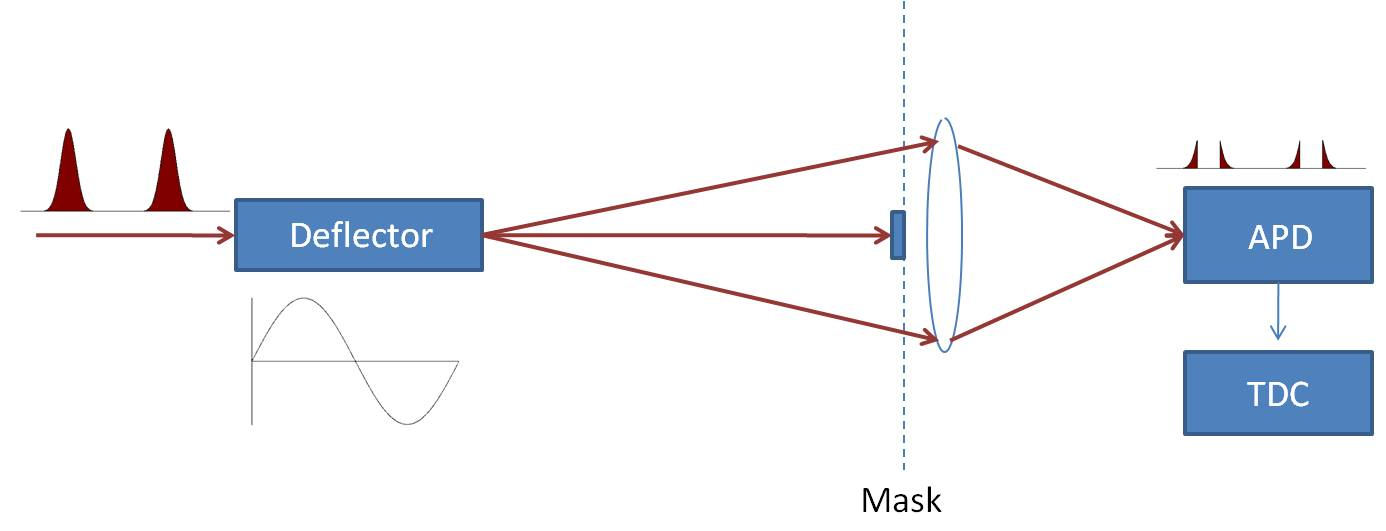 Deflector
APD
TDC
Mask